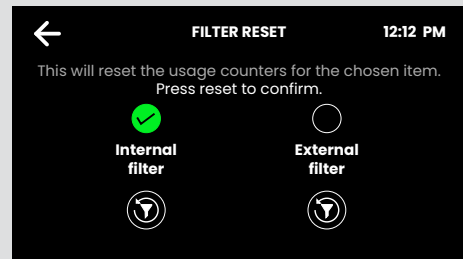 FILTER RESET 12:12 PM
This will reset the usage counters for the chosen item.
Press reset to confirm.
Internal External
filter filter